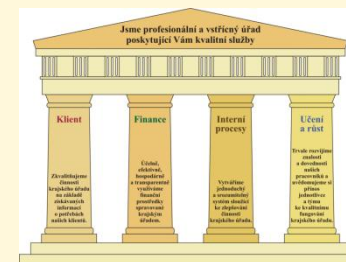 Jsme profesionální a vstřícný úřad
poskytující Vám kvalitní služby
Klient
Zkvalitňujeme
činnosti
krajského úřadu
na základě
získávaných
informací
o potřebách
našich klientů.
Finance
Účelně,
efektivně,
hospodárně
a transparentně
využíváme
finanční
prostředky
spravované
krajským
úřadem.
Interní
procesy
Vytváříme
jednoduchý
a srozumitelný
systém sloužící
ke zlepšování
činností
krajského úřadu.
Učení
a růst
Trvale rozvíjíme
znalosti
a dovednosti
našich
pracovníků a
uvědomujeme si
přínos
jednotlivce
a týmu
ke kvalitnímu
fungování
krajského úřadu.